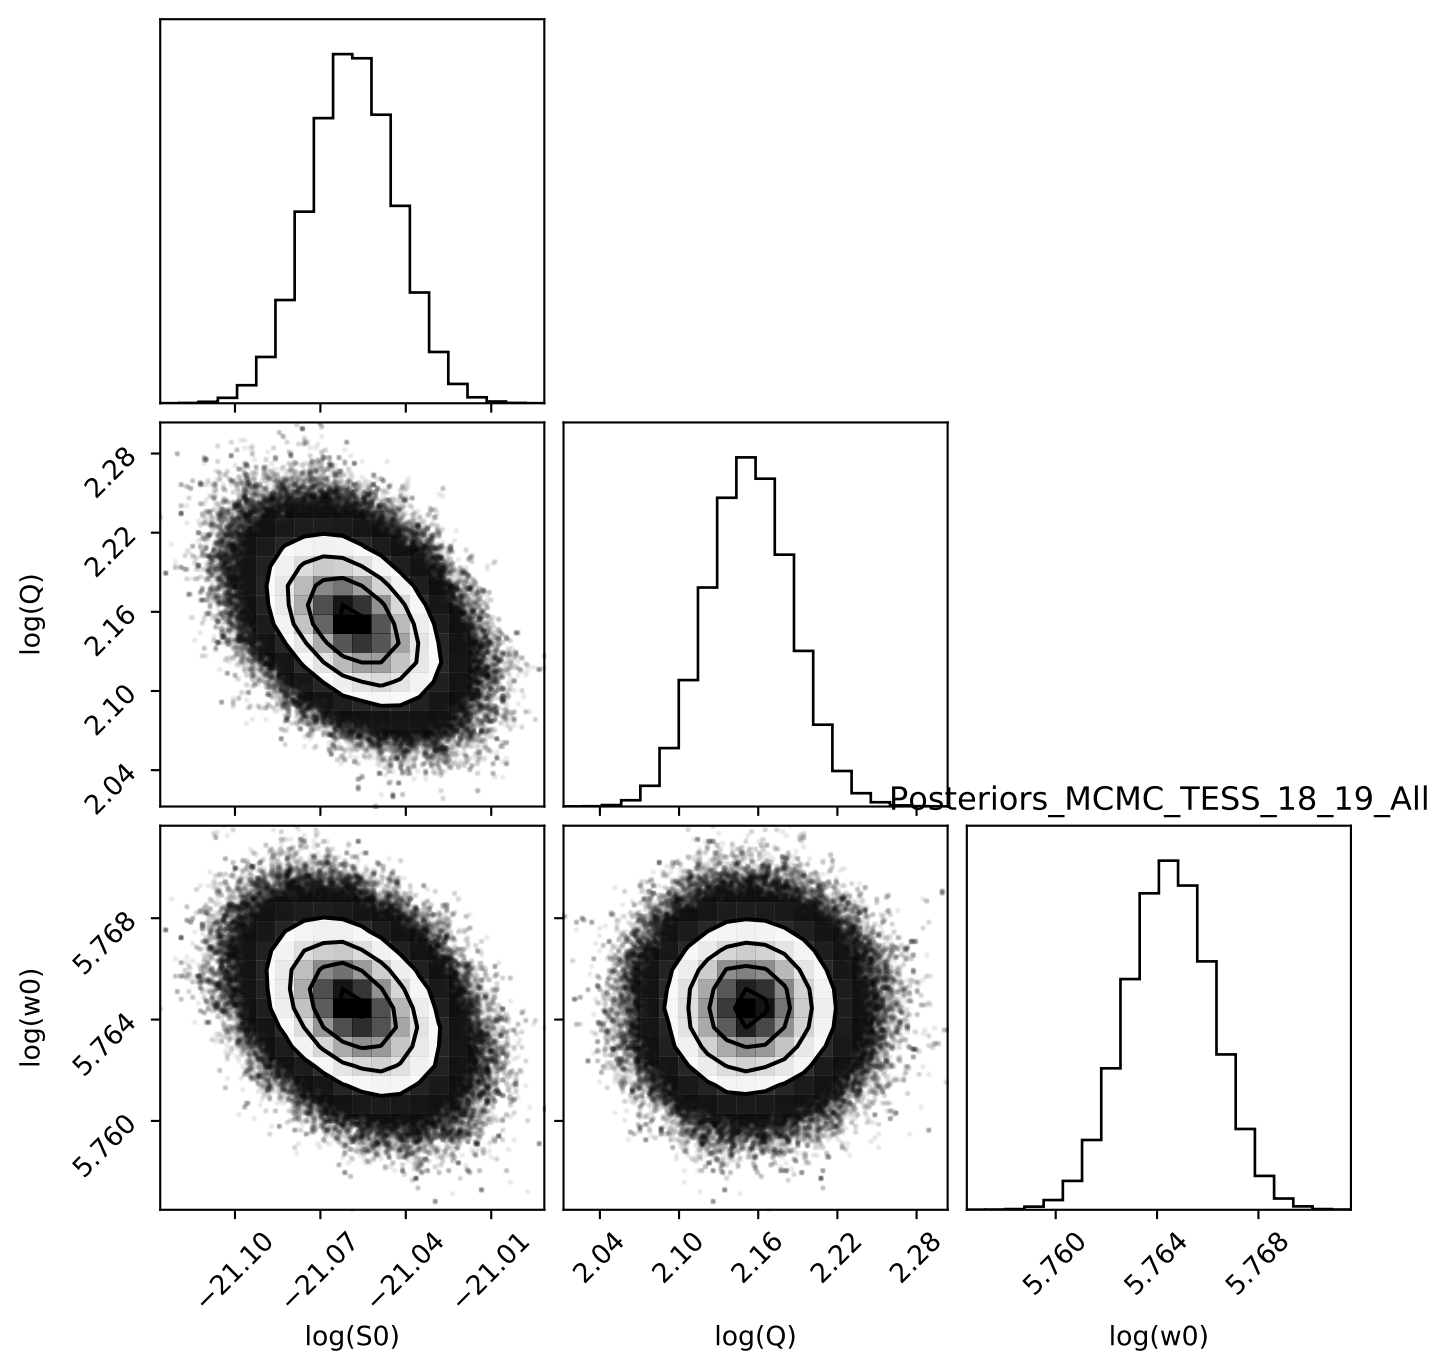 2.28
2.22
2.16
2.10
2.04
log(Q)
Posteriors_MCMC_TESS_18_19_All
5.768
5.764
5.760
log(w0)
−21.10 −21.07 −21.04 −21.01 2.04 2.10 2.16 2.22 2.28 5.760 5.764 5.768
log(S0) log(Q) log(w0)